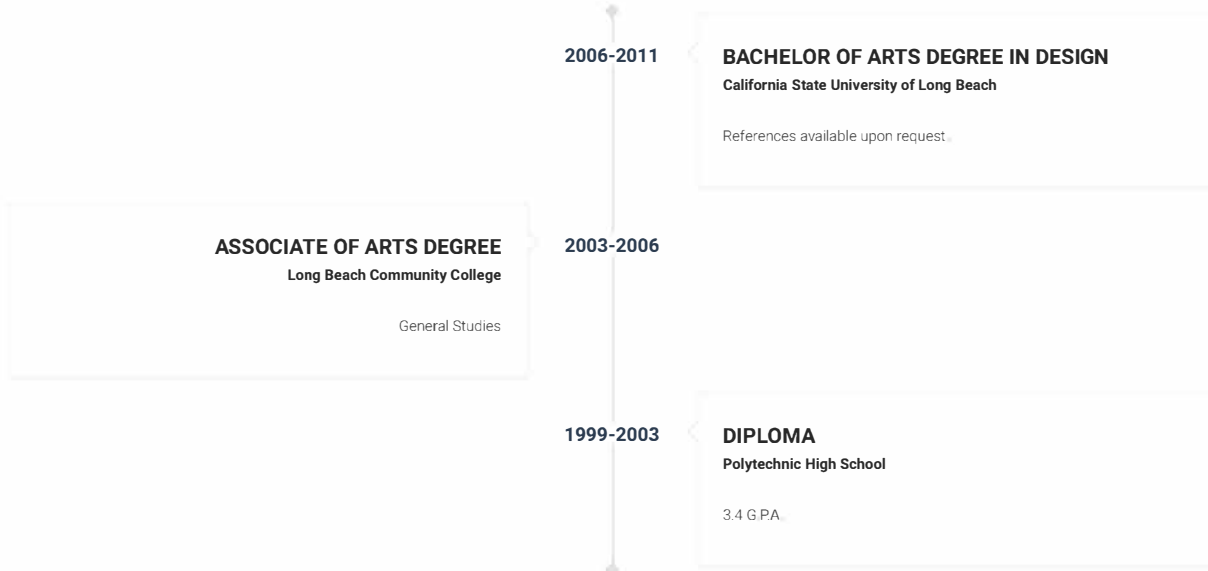 2006-2011
BACHELOR OF ARTS DEGREE IN DESIGN
California State University of Long Beach
References available upon request.
ASSOCIATE OF ARTS DEGREE
2003-2006
Long Beach Community College
General Studies
1999-2003
DIPLOMA
Polytechnic High School
3.4 G.P.A.